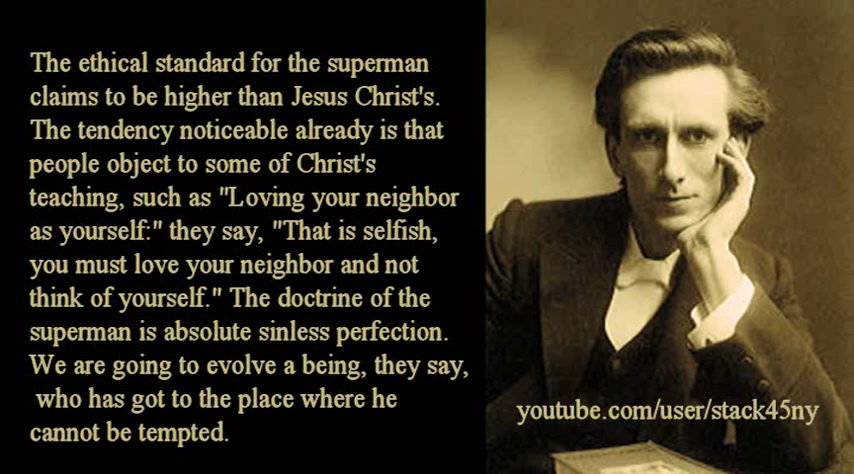 The ethical standard for the superman
claims to be higher than Jesus Christ's.
The tendency noticeable already is that
people object to some of Christ's
teaching, such as "Loving your neighbor
as yourself:" they say, "That is selfish,
you must love your neighbor and not
think of yourself." The doctrine of the
superman is absolute sinless perfection.
We are going to evolve a being, they say,
who has got to the place where he
cannot be tempted.
youtube.com/user/stack45ny